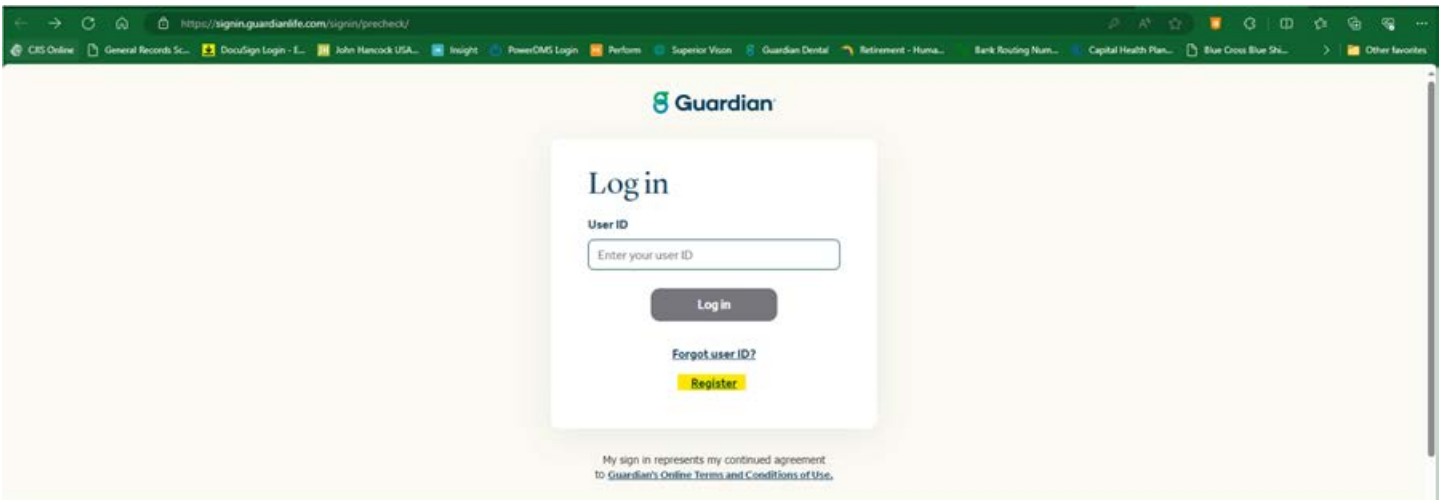 https://signin.guardianlife.com/signin/precheck/
CJIS Online General Records Sc... DocuSign Login - E... John Hancock USA... Insight PowerDMS Login Perform Superior Vison Guardian Dental Retirement - Huma... Bank Routing Num... Capital Health Plan... Blue Cross Blue Shi... Other favorites
Guardian
Log in
User ID
Enter your user ID
Log in
Forgot user ID?
Register
My sign in represents my continued agreement
to Guardian's Online Terms and Conditions of Use.